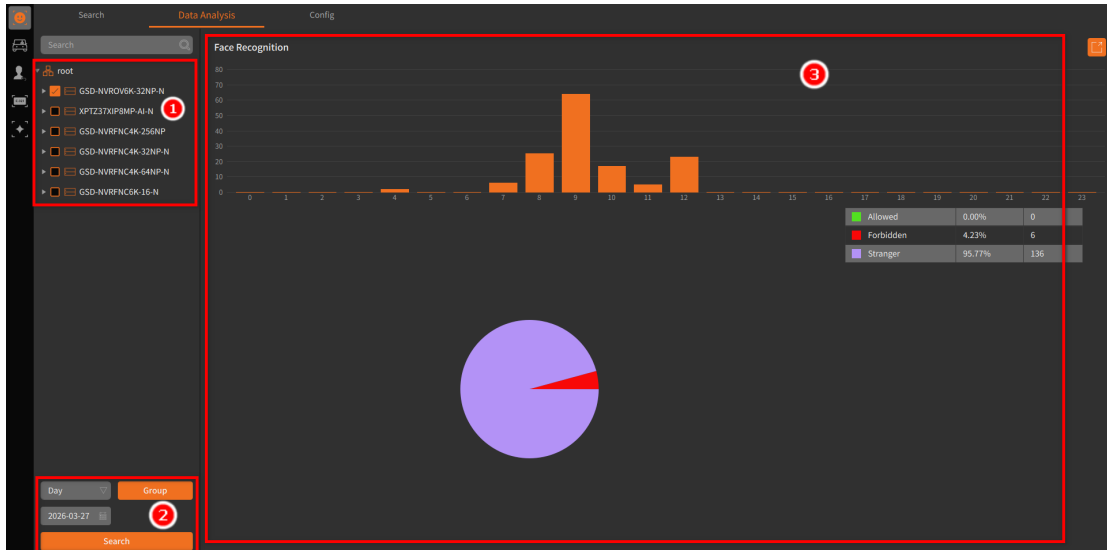 Search Data Analysis Config
Search
root
GSD-NVROV6K-32NP-N
XPTZ37XIP8MP-AI-N
1
GSD-NVRFNC4K-256NP
GSD-NVRFNC4K-32NP-N
GSD-NVRFNC4K-64NP-N
GSD-NVRFNC6K-16-N
Day Group
2026-03-27
2
Search
Face Recognition
3
80
70
60
50
40
30
20
10
0
0 1 2 3 4 5 6 7 8 9 10 11 12 13 14 15 16 17 18 19 20 21 22 23
Allowed 0.00% 0
Forbidden 4.23% 6
Stranger 95.77% 136